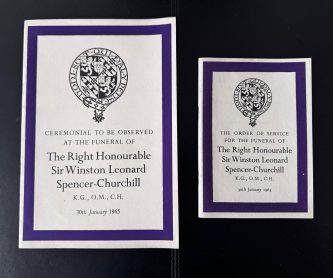 CEREMONIAL TO BE OBSERVED
AT THE FUNERAL OF
The Right Honourable
Sir Winston Leonard
Spencer-Churchill
K.G., O.M., C.H.
30th January 1965
THE ORDER OF SERVICE
FOR THE FUNERAL OF
The Right Honourable
Sir Winston Leonard
Spencer-Churchill
K.G., O.M., C.H.
30th January 1965